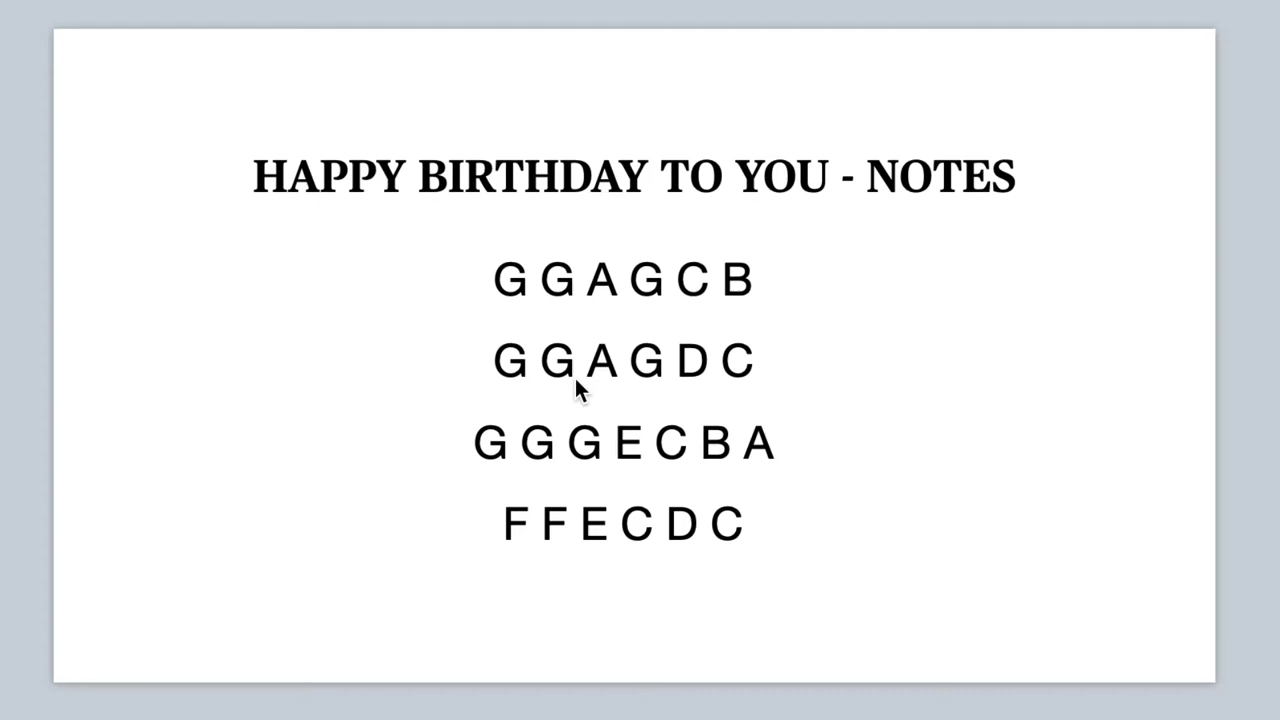 HAPPY BIRTHDAY TO YOU - NOTES
G G A G C B
G G A G D C
G G G E C B A
F F E C D C